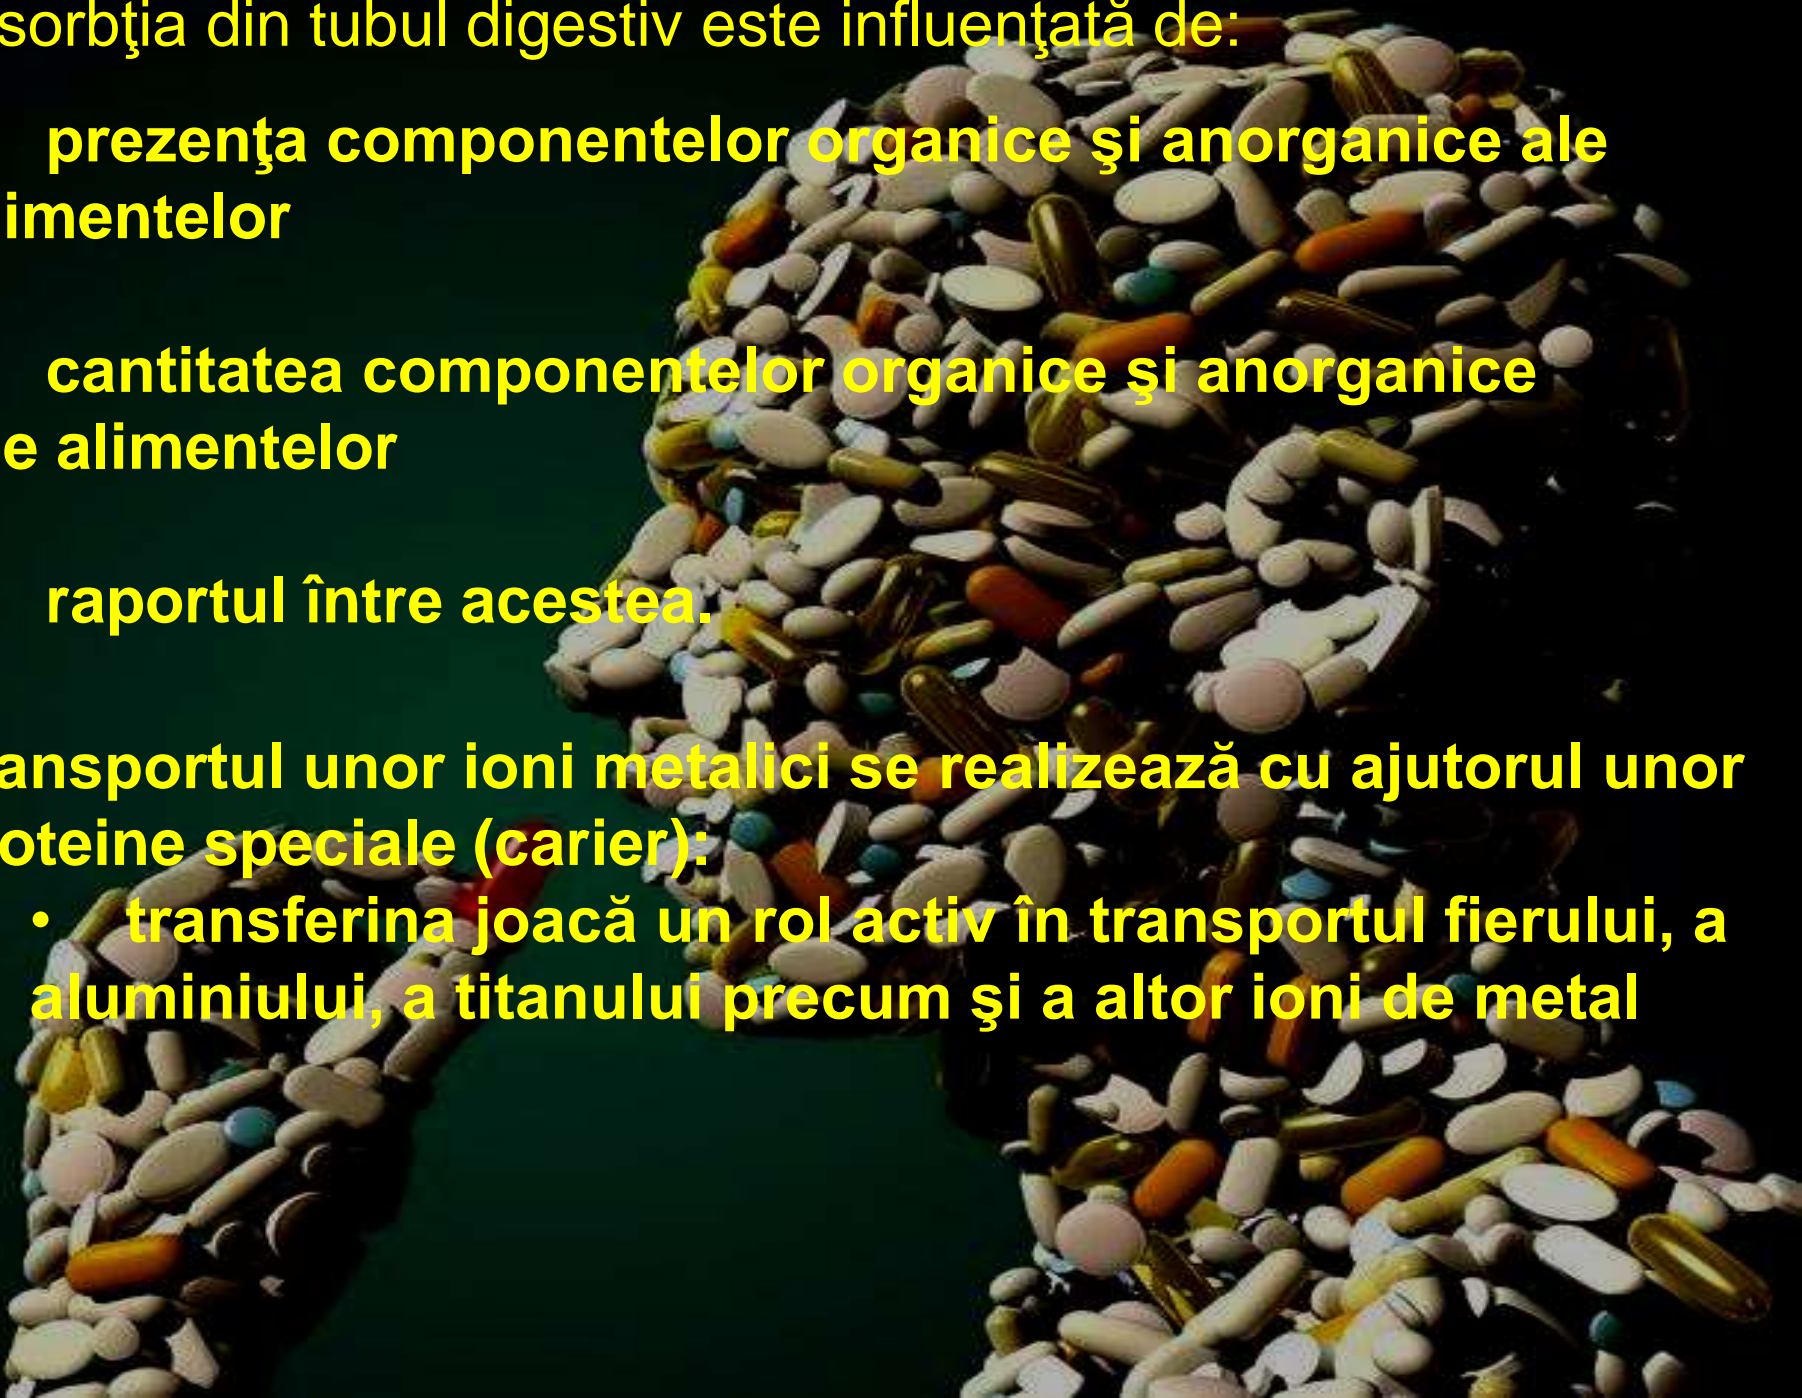 sorbţia din tubul digestiv este influenţată de:
prezenţa componentelor organice şi anorganice ale
imentelor
cantitatea componentelor organice şi anorganice
e alimentelor
raportul între acestea.
ansportul unor ioni metalici se realizează cu ajutorul unor
oteine speciale (carier):
• transferina joacă un rol activ în transportul fierului, a
aluminiului, a titanului precum şi a altor ioni de metal